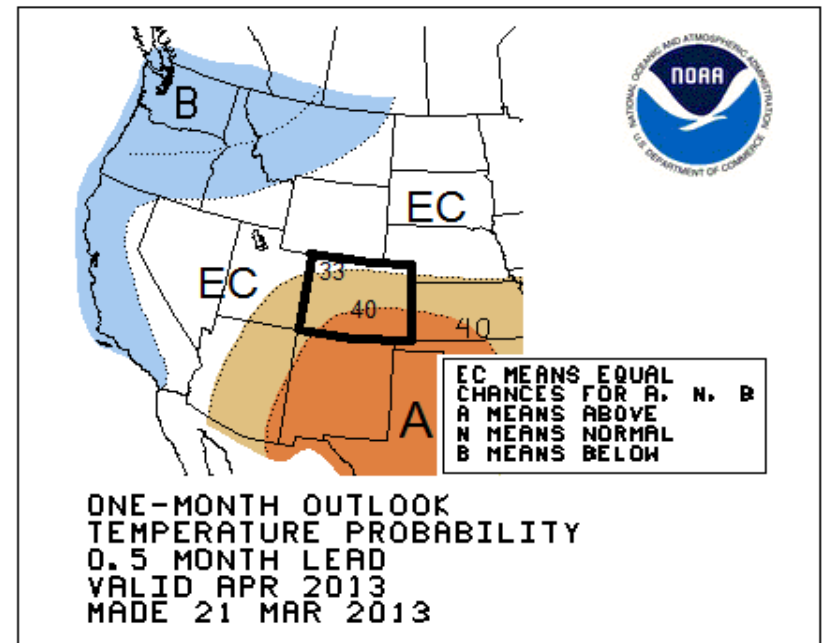 NATIONAL OCEANIC AND ATMOSPHERIC ADMINISTRATION
NOAA
U.S. DEPARTMENT OF COMMERCE
B
EC
EC
33
40
40
A
EC MEANS EQUAL
CHANCES FOR A, N, B
A MEANS ABOVE
N MEANS NORMAL
B MEANS BELOW
ONE-MONTH OUTLOOK
TEMPERATURE PROBABILITY
0.5 MONTH LEAD
VALID APR 2013
MADE 21 MAR 2013